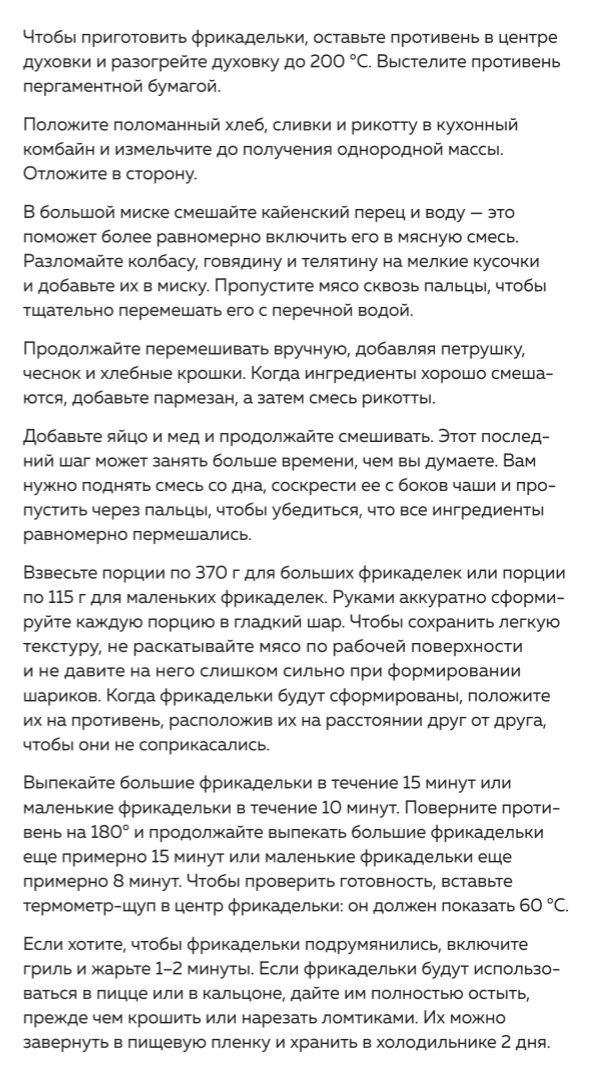 Чтобы приготовить фрикадельки, оставьте противень в центре
духовки и разогрейте духовку до 200 °C. Выстелите противень
пергаментной бумагой.
Положите поломанный хлеб, сливки и рикотту в кухонный
комбайн и измельчите до получения однородной массы.
Отложите в сторону.
В большой миске смешайте кайенский перец и воду — это
поможет более равномерно включить его в мясную смесь.
Разломайте колбасу, говядину и телятину на мелкие кусочки
и добавьте их в миску. Пропустите мясо сквозь пальцы, чтобы
тщательно перемешать его с перечной водой.
Продолжайте перемешивать вручную, добавляя петрушку,
чеснок и хлебные крошки. Когда ингредиенты хорошо смеша-
ются, добавьте пармезан, а затем смесь рикотты.
Добавьте яйцо и мед и продолжайте смешивать. Этот послед-
ний шаг может занять больше времени, чем вы думаете. Вам
нужно поднять смесь со дна, соскрести ее с боков чаши и про-
пустить через пальцы, чтобы убедиться, что все ингредиенты
равномерно пермешались.
Взвесьте порции по 370 г для больших фрикаделек или порции
по 115 г для маленьких фрикаделек. Руками аккуратно сформи-
руйте каждую порцию в гладкий шар. Чтобы сохранить легкую
текстуру, не раскатывайте мясо по рабочей поверхности
и не давите на него слишком сильно при формировании
шариков. Когда фрикадельки будут сформированы, положите
их на противень, расположив их на расстоянии друг от друга,
чтобы они не соприкасались.
Выпекайте большие фрикадельки в течение 15 минут или
маленькие фрикадельки в течение 10 минут. Поверните проти-
вень на 180° и продолжайте выпекать большие фрикадельки
еще примерно 15 минут или маленькие фрикадельки еще
примерно 8 минут. Чтобы проверить готовность, вставьте
термометр-щуп в центр фрикадельки: он должен показать 60 °C.
Если хотите, чтобы фрикадельки подрумянились, включите
гриль и жарьте 1–2 минуты. Если фрикадельки будут использо-
ваться в пицце или в кальцоне, дайте им полностью остыть,
прежде чем крошить или нарезать ломтиками. Их можно
завернуть в пищевую пленку и хранить в холодильнике 2 дня.